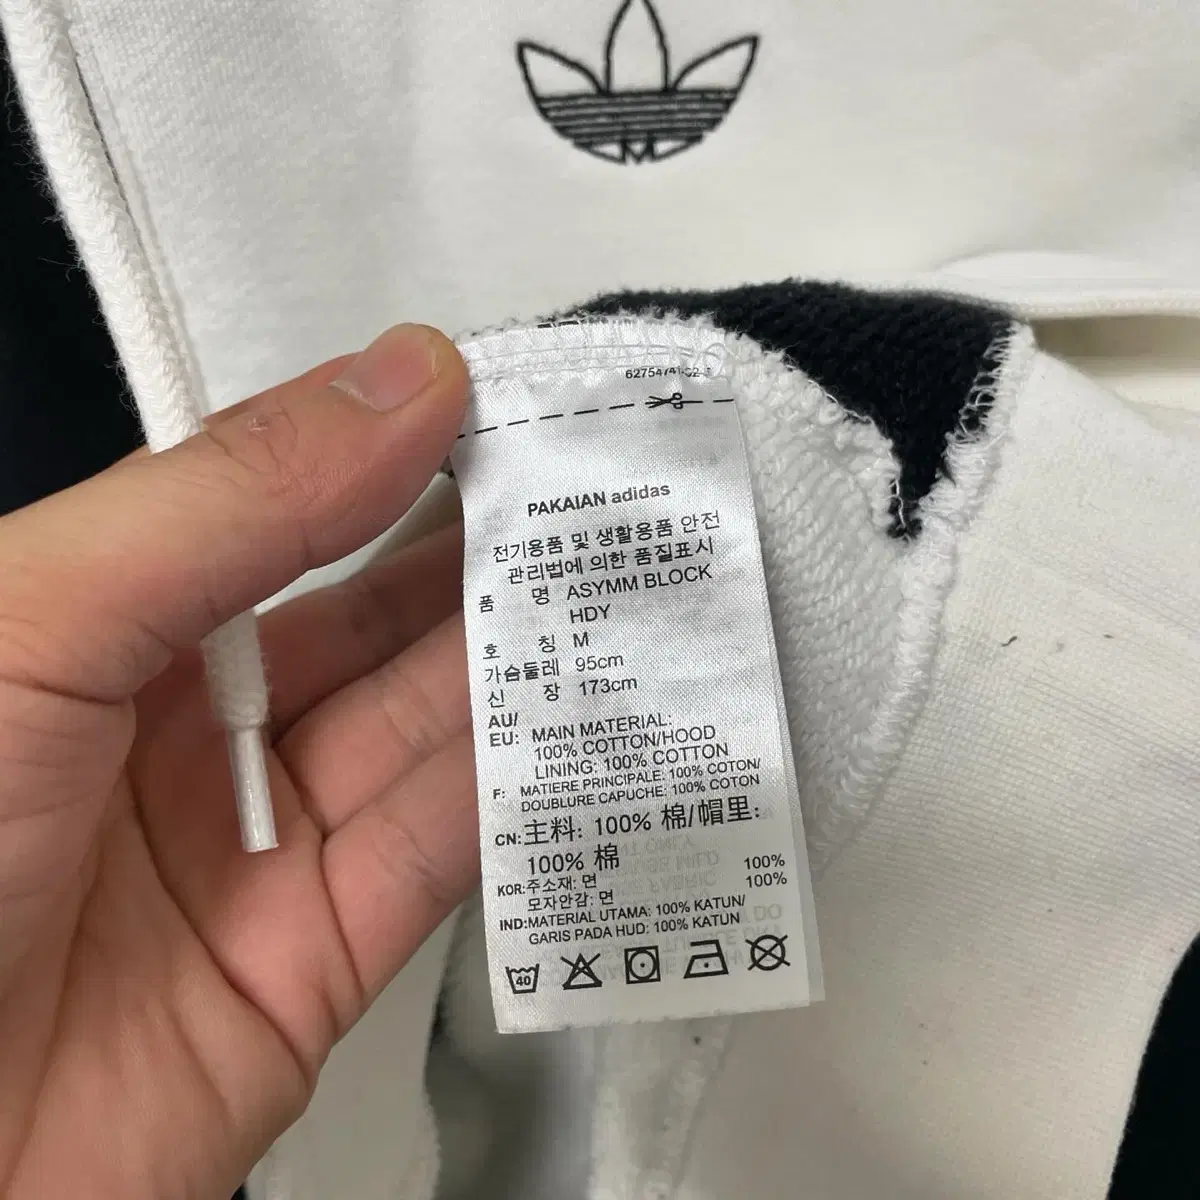 PAKAIAN adidas
전기용품 및 생활용품 안전
관리법에 의한 품질표시
품 명 ASYMM BLOCK
HDY
호 칭 M
가슴둘레 95cm
신 장 173cm
AU/
EU: MAIN MATERIAL:
100% COTTON/HOOD
LINING: 100% COTTON
F: MATIERE PRINCIPALE: 100% COTON/
DOUBLURE CAPUCHE: 100% COTON
CN: 主料: 100% 棉/帽里:
100% 棉
KOR: 주소재: 면 100%
모자안감: 면 100%
IND: MATERIAL UTAMA: 100% KATUN/
GARIS PADA HUD: 100% KATUN
40